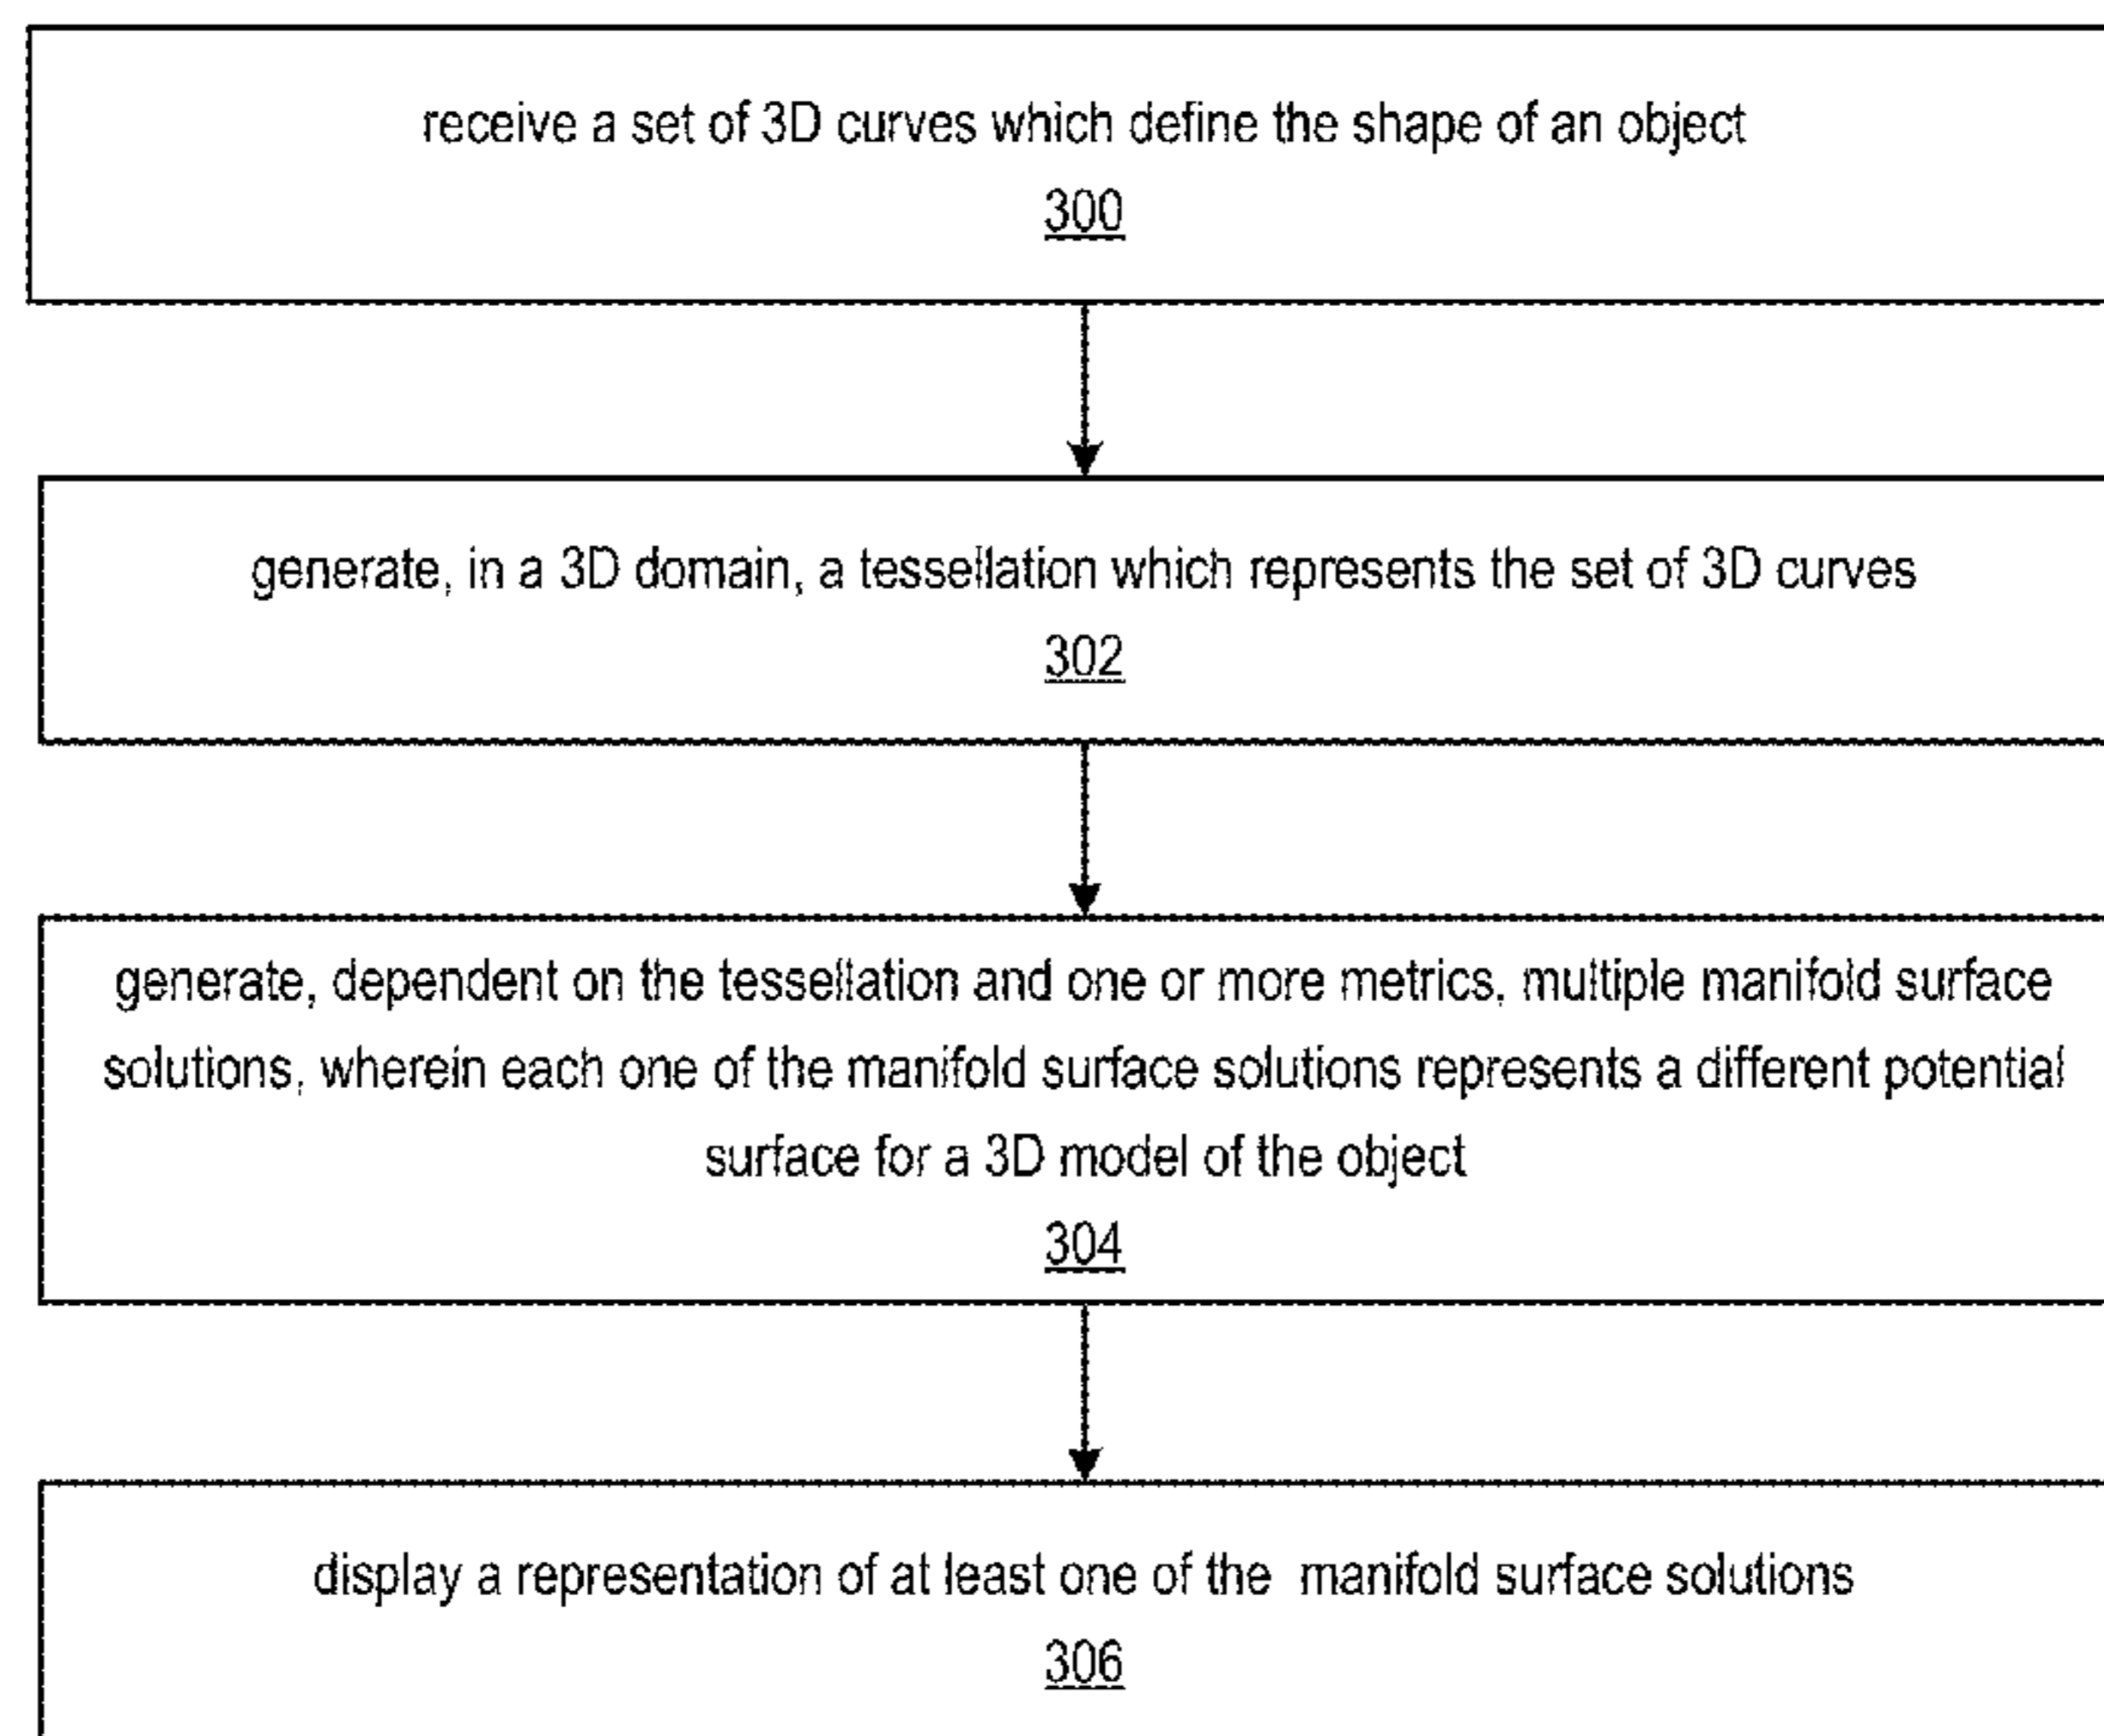 receive a set of 3D curves which define the shape of an object
300
generate, in a 3D domain, a tessellation which represents the set of 3D curves
302
generate, dependent on the tessellation and one or more metrics, multiple manifold surface
solutions, wherein each one of the manifold surface solutions represents a different potential
surface for a 3D model of the object
304
display a representation of at least one of the manifold surface solutions
306